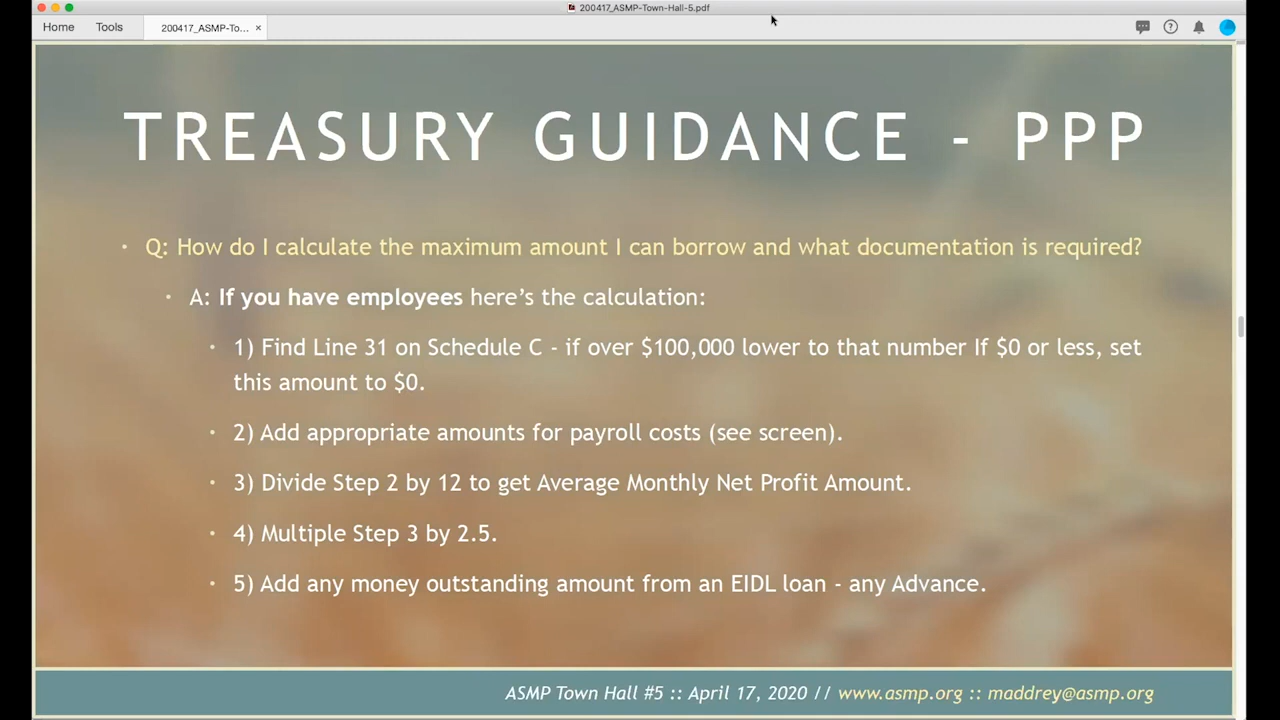 200417_ASMP-Town-Hall-5.pdf
Home Tools 200417_ASMP-To... ×
TREASURY GUIDANCE - PPP
• Q: How do I calculate the maximum amount I can borrow and what documentation is required?
• A: If you have employees here’s the calculation:
• 1) Find Line 31 on Schedule C - if over $100,000 lower to that number If $0 or less, set
this amount to $0.
• 2) Add appropriate amounts for payroll costs (see screen).
• 3) Divide Step 2 by 12 to get Average Monthly Net Profit Amount.
• 4) Multiple Step 3 by 2.5.
• 5) Add any money outstanding amount from an EIDL loan - any Advance.
ASMP Town Hall #5 :: April 17, 2020 // www.asmp.org :: maddrey@asmp.org